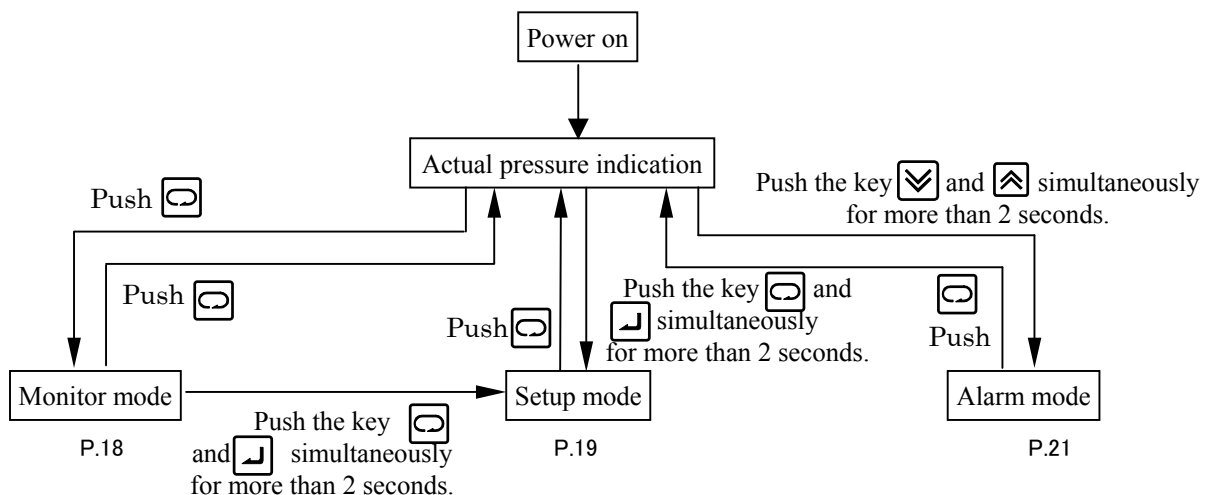 Power on
Actual pressure indication
Push the key and simultaneously
for more than 2 seconds.
Push
Push
Push the key and
simultaneously
for more than 2 seconds.
Push
Push
Monitor mode
Setup mode
Alarm mode
Push the key
and simultaneously
for more than 2 seconds.
P.18
P.19
P.21